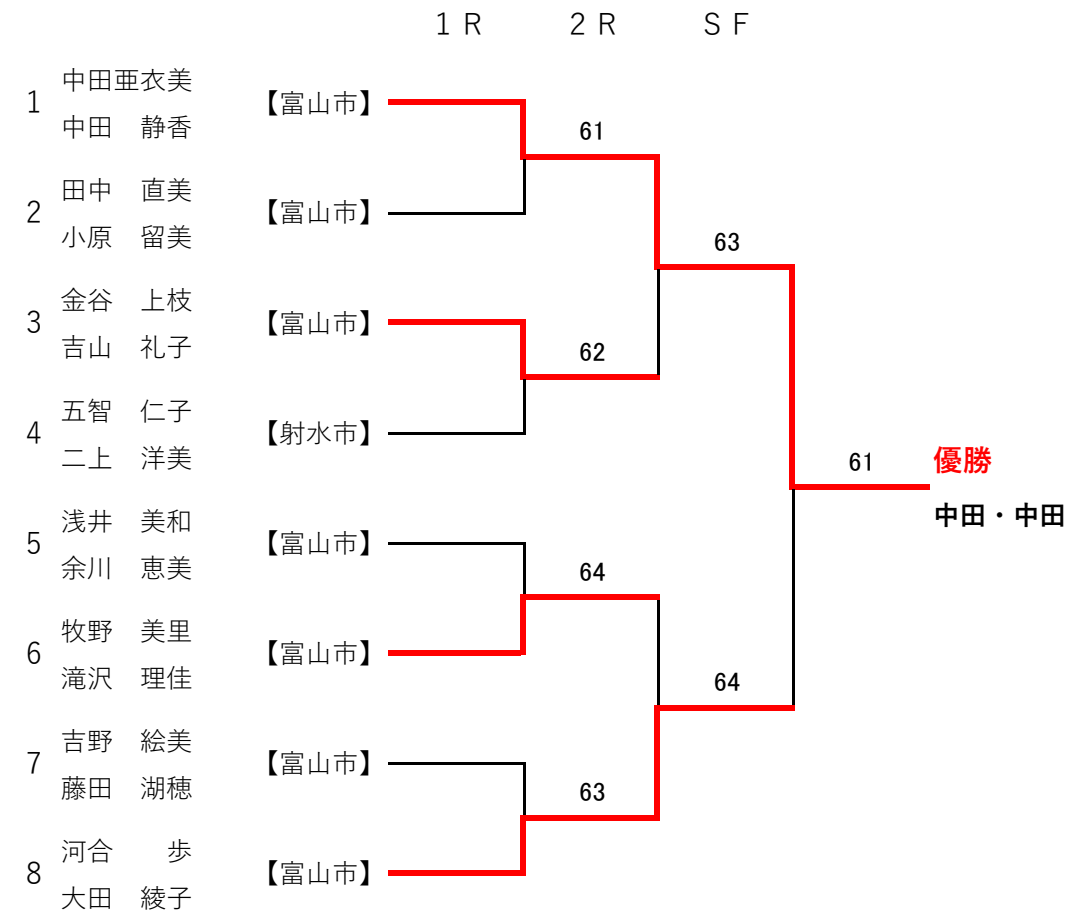 １Ｒ ２Ｒ ＳＦ
中田亜衣美
1 【富山市】
中田　静香
61
田中　直美
2 【富山市】
小原　留美
63
金谷　上枝
3 【富山市】
吉山　礼子
62
五智　仁子
4 【射水市】
二上　洋美
61 優勝
中田・中田
浅井　美和
5 【富山市】
余川　恵美
64
牧野　美里
6 【富山市】
滝沢　理佳
64
吉野　絵美
7 【富山市】
藤田　湖穂
63
河合　　歩
8 【富山市】
大田　綾子